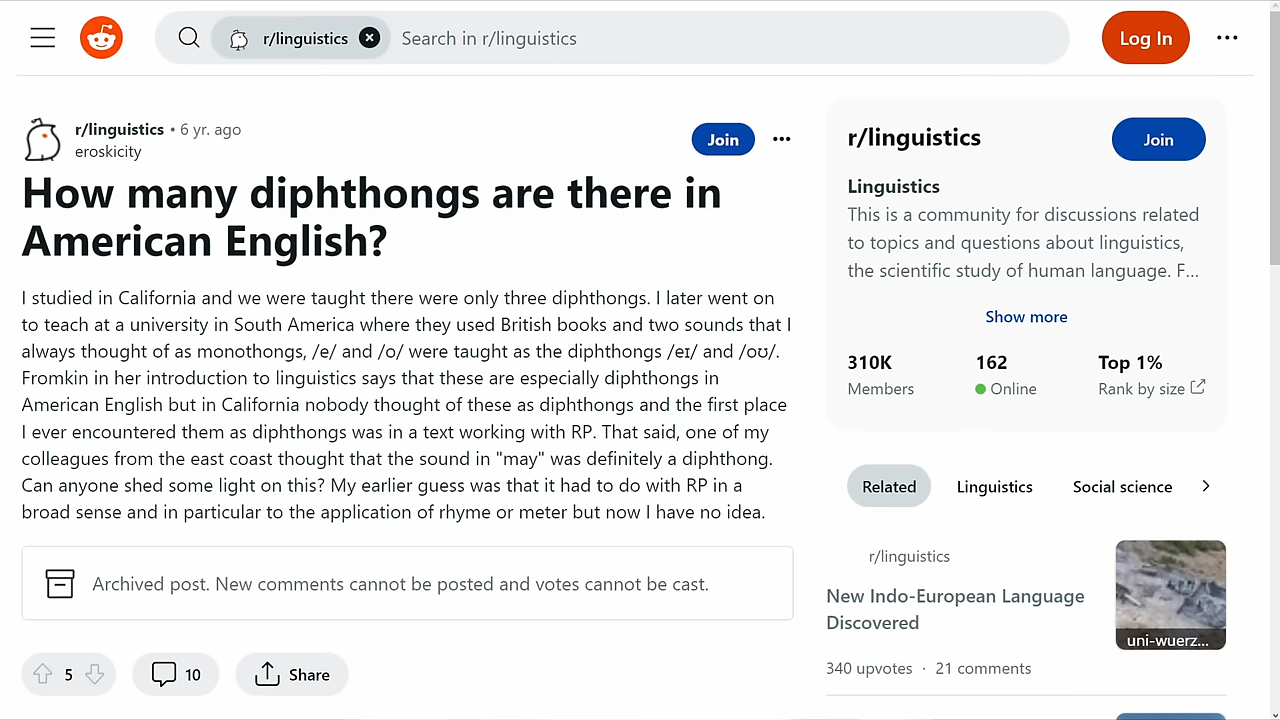 r/linguistics
Search in r/linguistics
Log In
r/linguistics • 6 yr. ago
eroskicity
Join
How many diphthongs are there in
American English?
I studied in California and we were taught there were only three diphthongs. I later went on
to teach at a university in South America where they used British books and two sounds that I
always thought of as monothongs, /e/ and /o/ were taught as the diphthongs /eɪ/ and /oʊ/.
Fromkin in her introduction to linguistics says that these are especially diphthongs in
American English but in California nobody thought of these as diphthongs and the first place
I ever encountered them as diphthongs was in a text working with RP. That said, one of my
colleagues from the east coast thought that the sound in "may" was definitely a diphthong.
Can anyone shed some light on this? My earlier guess was that it had to do with RP in a
broad sense and in particular to the application of rhyme or meter but now I have no idea.
Archived post. New comments cannot be posted and votes cannot be cast.
5
10
Share
r/linguistics
Join
Linguistics
This is a community for discussions related
to topics and questions about linguistics,
the scientific study of human language. F...
Show more
310K 162 Top 1%
Members Online Rank by size
Related Linguistics Social science
r/linguistics
New Indo-European Language
Discovered
uni-wuerz...
340 upvotes · 21 comments